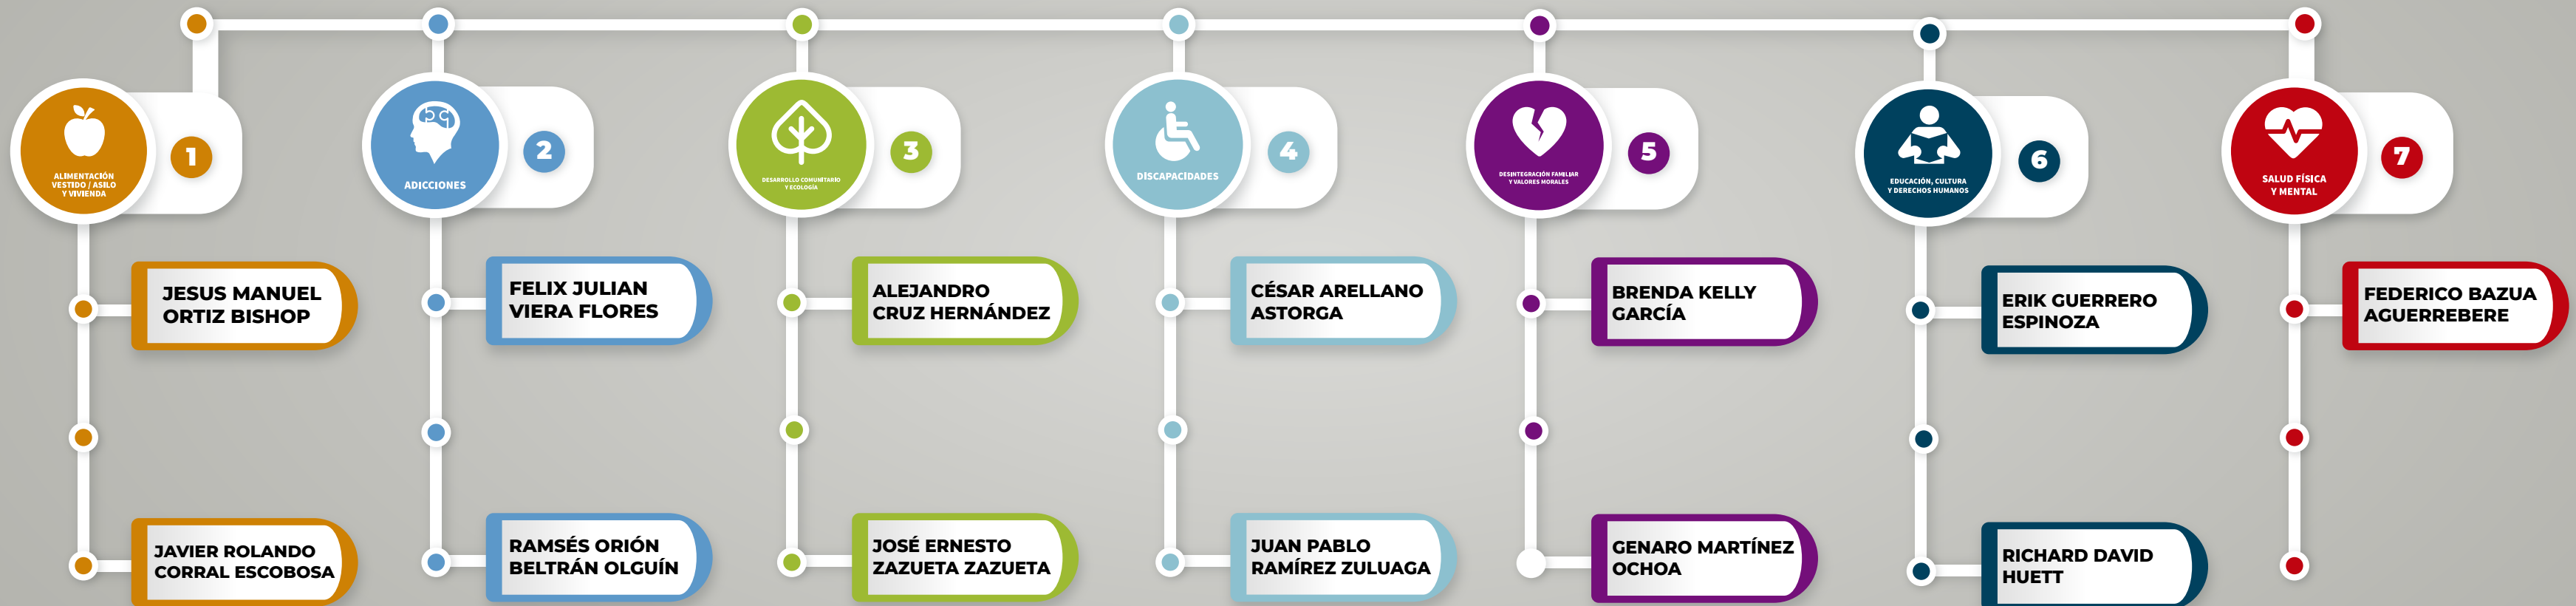 ALIMENTACIÓN
VESTIDO / ASILO
Y VIVIENDA
1
JESUS MANUEL
ORTIZ BISHOP
JAVIER ROLANDO
CORRAL ESCOBOSA
ADICCIONES
2
FELIX JULIAN
VIERA FLORES
RAMSÉS ORIÓN
BELTRÁN OLGUÍN
DESARROLLO COMUNITARIO
Y ECOLOGÍA
3
ALEJANDRO
CRUZ HERNÁNDEZ
JOSÉ ERNESTO
ZAZUETA ZAZUETA
DISCAPACIDADES
4
CÉSAR ARELLANO
ASTORGA
JUAN PABLO
RAMÍREZ ZULUAGA
DESINTEGRACIÓN FAMILIAR
Y VALORES MORALES
5
BRENDA KELLY
GARCÍA
GENARO MARTÍNEZ
OCHOA
EDUCACIÓN, CULTURA
Y DERECHOS HUMANOS
6
ERIK GUERRERO
ESPINOZA
RICHARD DAVID
HUETT
SALUD FÍSICA
Y MENTAL
7
FEDERICO BAZUA
AGUERREBERE